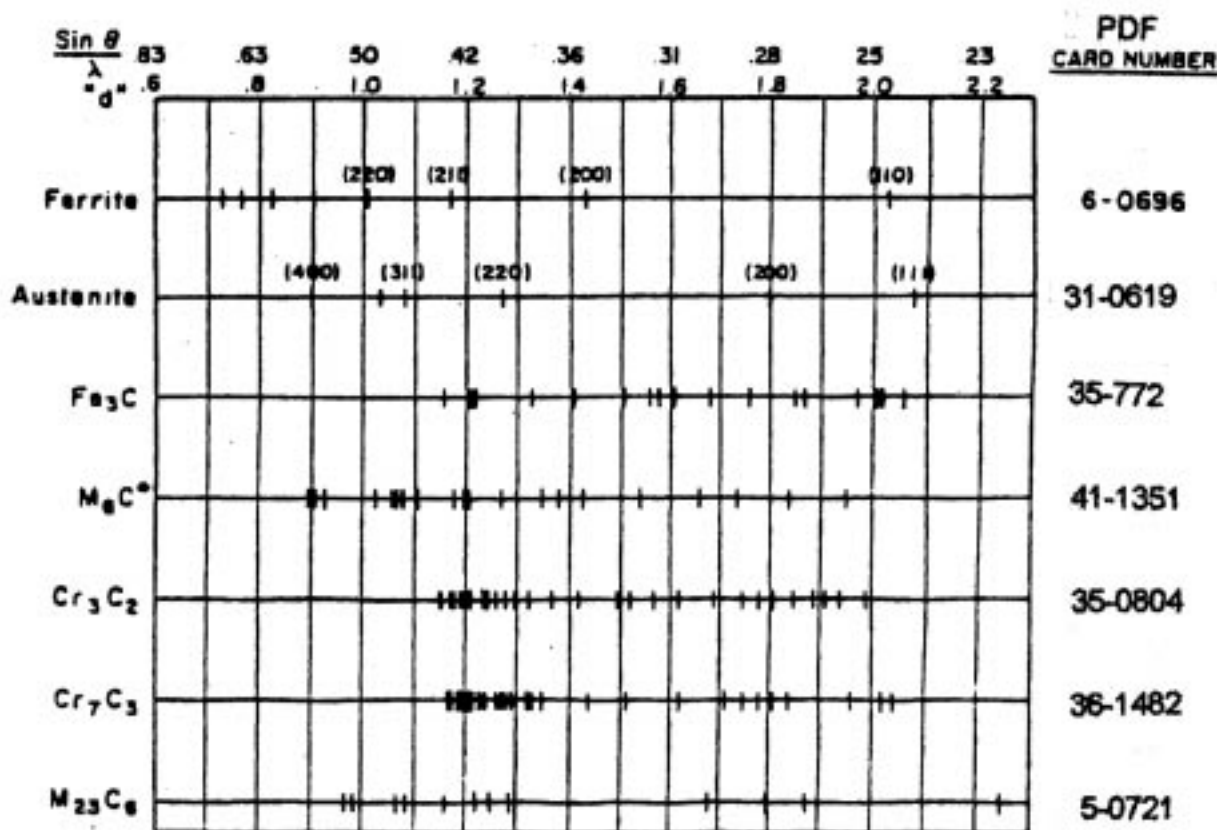 Sin θ
λ
.83 .63 .50 .42 .36 .31 .28 .25 .23
"d" .6 .8 1.0 1.2 1.4 1.6 1.8 2.0 2.2
PDF
CARD NUMBER
(220) (211) (200) (110)
Ferrite 6-0696
(400) (311) (220) (200) (111)
Austenite 31-0619
Fe₃C 35-772
M₆C* 41-1351
Cr₃C₂ 35-0804
Cr₇C₃ 36-1482
M₂₃C₆ 5-0721